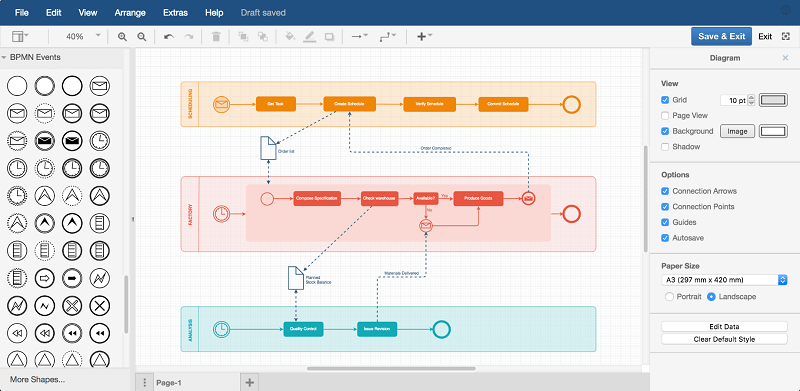 File Edit View Arrange Extras Help Draft saved
40% Save & Exit Exit
BPMN Events
Diagram
View
Grid 10 pt
Page View
Background Image
Shadow
Options
Connection Arrows
Connection Points
Guides
Autosave
Paper Size
A3 (297 mm x 420 mm)
Portrait Landscape
Edit Data
Clear Default Style
SCHEDULING
Get Task Create Schedule Verify Schedule Commit Schedule
Order list
Order Completed
FACTORY
Compose Specification Check warehouse Available? Yes Produce Goods
No
Planned
Stock Balance
Materials Delivered
ANALYSIS
Quality Control Issue Revision
More Shapes...
Page-1